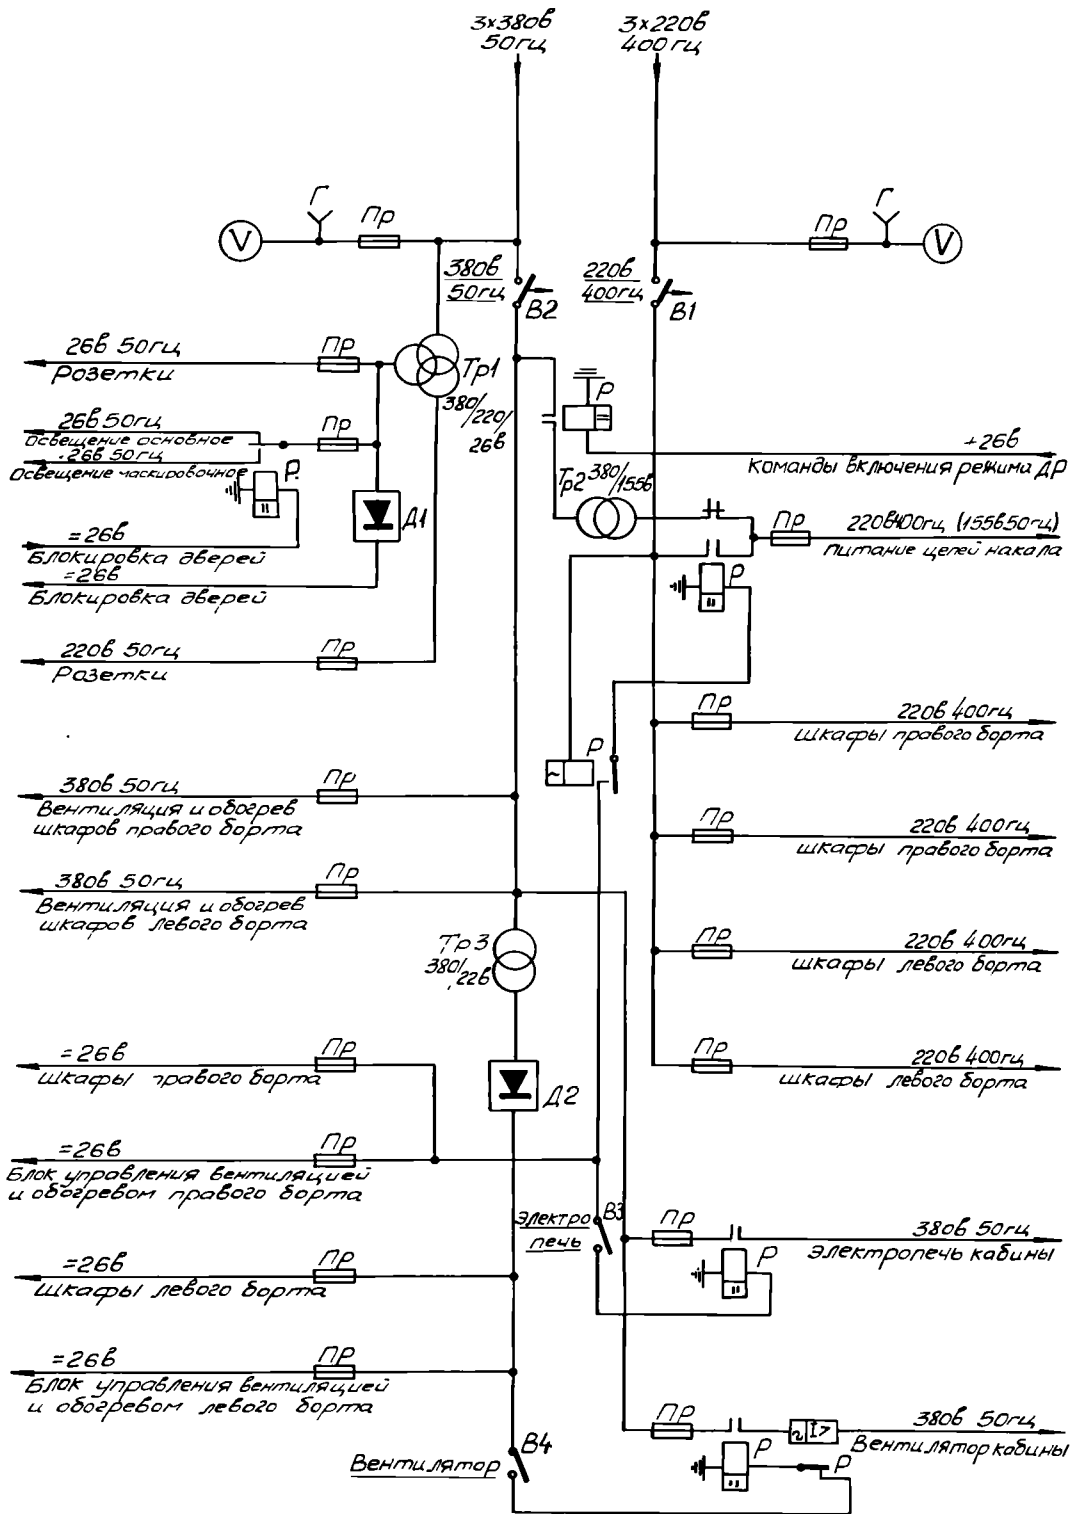 3×380в
50гц
3×220в
400гц
Г
Пр
V
Г
Пр
V
380в
50гц
В2
220в
400гц
В1
26в 50гц
Розетки
Пр
Тр1
380/220/
26в
26в 50гц
Освещение основное
Пр
26в 50гц
Освещение маскировочное
Р
Д1
=26в
Блокировка дверей
=26в
Блокировка дверей
220в 50гц
Розетки
Пр
Р
+26в
Команды включения режима ДР
Тр2 380/155в
Пр
220в400гц (155в50гц)
Питание цепей накала
Р
Р
~
Пр
220в 400гц
Шкафы правого борта
Пр
220в 400гц
шкафы правого борта
Пр
220в 400гц
шкафы левого борта
Пр
220в 400гц
шкафы левого борта
380в 50гц
Пр
Вентиляция и обогрев
шкафов правого борта
380в 50гц
Пр
Вентиляция и обогрев
шкафов левого борта
Тр3
380/
22в
=26в
Пр
Шкафы правого борта
Д2
=26в
Пр
Блок управления вентиляцией
и обогревом правого борта
Электро
печь
В3
Пр
380в 50гц
Электропечь кабины
Р
=26в
Пр
Шкафы левого борта
=26в
Пр
Блок управления вентиляцией
и обогревом левого борта
Пр
I>
380в 50гц
Вентилятор кабины
В4
Вентилятор
Р
Р